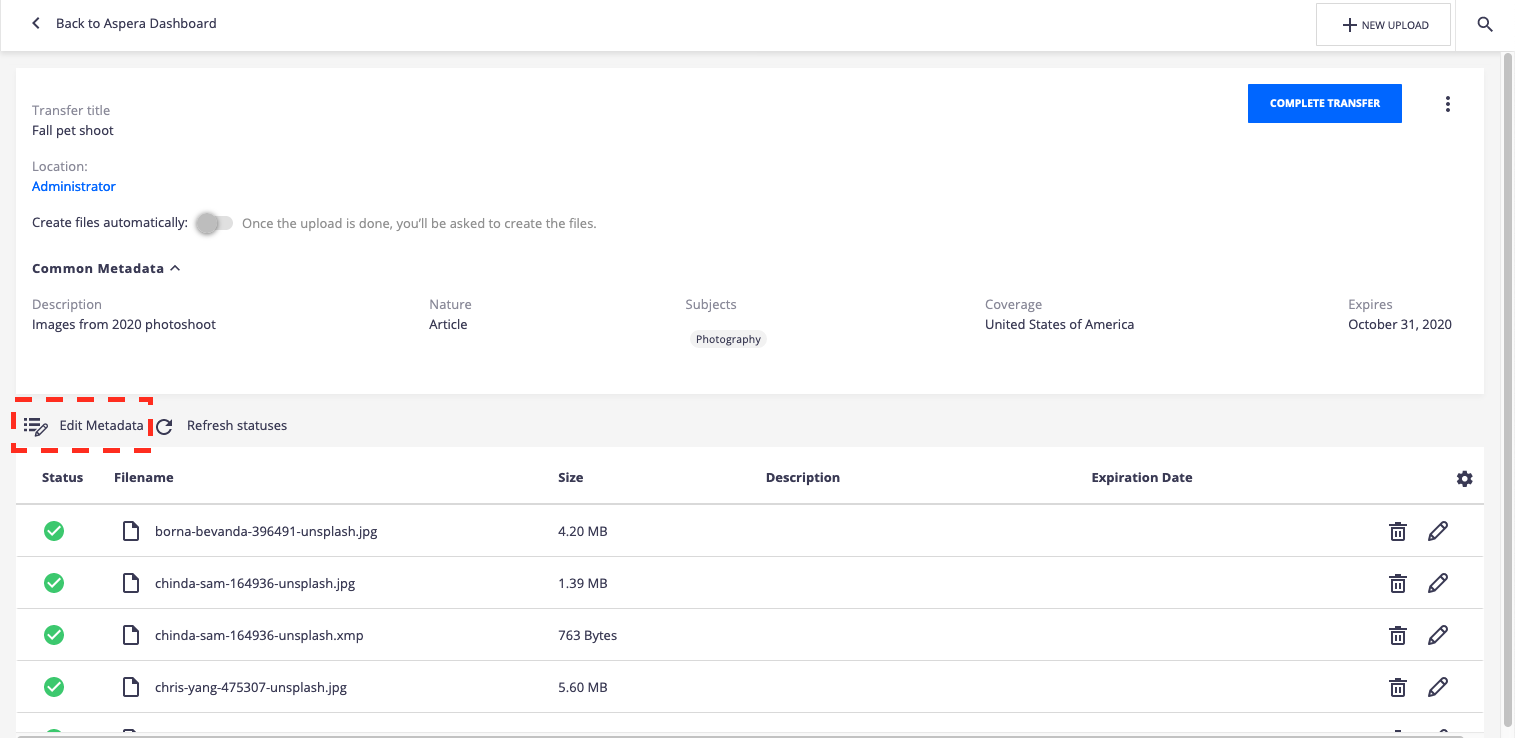 Back to Aspera Dashboard
NEW UPLOAD
Transfer title
COMPLETE TRANSFER
Fall pet shoot
Location:
Administrator
Create files automatically: Once the upload is done, you'll be asked to create the files.
Common Metadata
Description Nature Subjects Coverage Expires
Images from 2020 photoshoot Article Photography United States of America October 31, 2020
Edit Metadata Refresh statuses
Status Filename Size Description Expiration Date
borna-bevanda-396491-unsplash.jpg 4.20 MB
chinda-sam-164936-unsplash.jpg 1.39 MB
chinda-sam-164936-unsplash.xmp 763 Bytes
chris-yang-475307-unsplash.jpg 5.60 MB